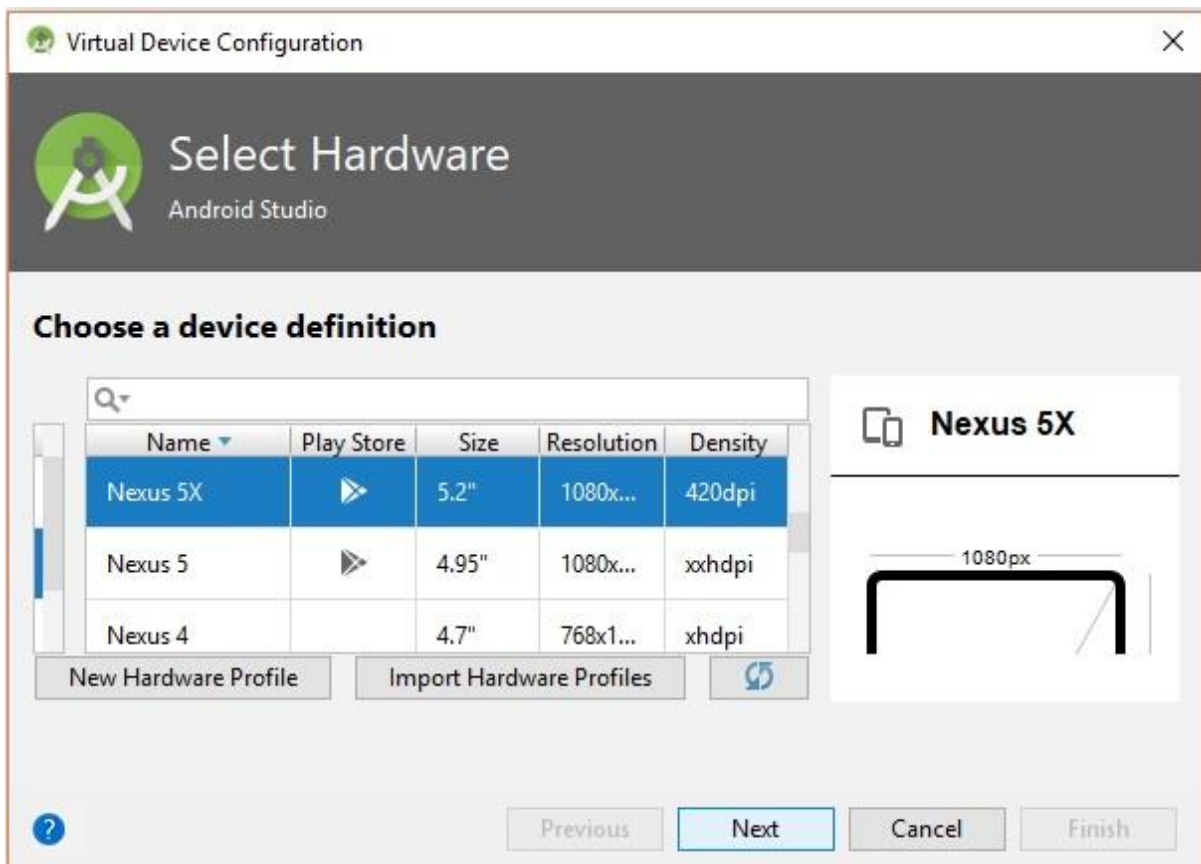 Virtual Device Configuration
Select Hardware
Android Studio
Choose a device definition
Name Play Store Size Resolution Density
Nexus 5X 5.2" 1080x... 420dpi
Nexus 5 4.95" 1080x... xxhdpi
Nexus 4 4.7" 768x1... xhdpi
New Hardware Profile Import Hardware Profiles
Nexus 5X
1080px
? Previous Next Cancel Finish